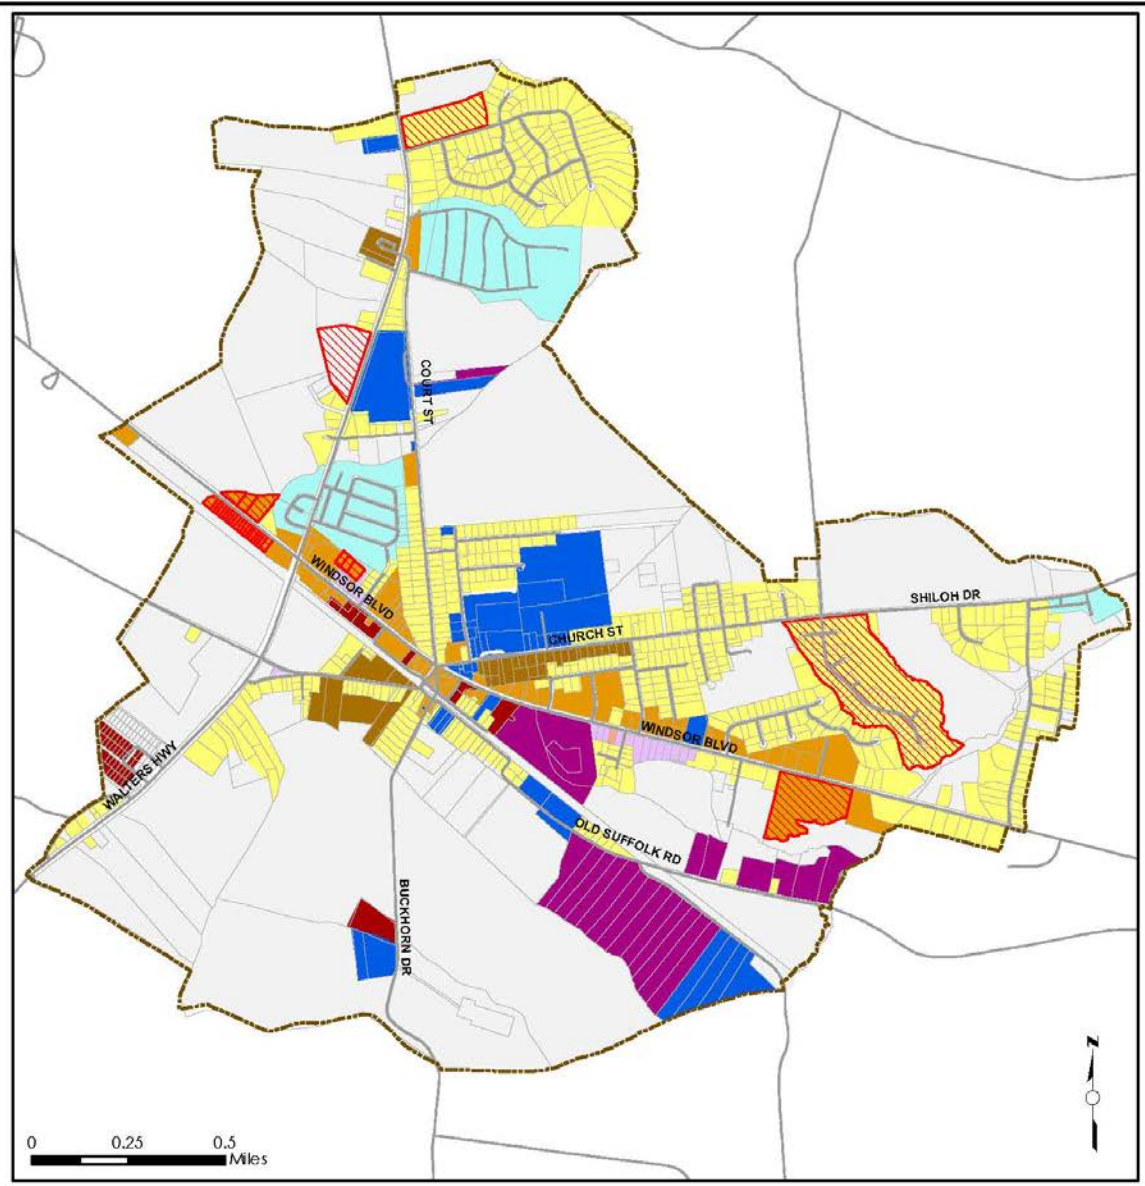 COURT ST
WINDSOR BLVD
SHILOH DR
CHURCH ST
WINDSOR BLVD
WALTERS HWY
OLD SUFFOLK RD
BUCKHORN DR
N
0 0.25 0.5
Miles